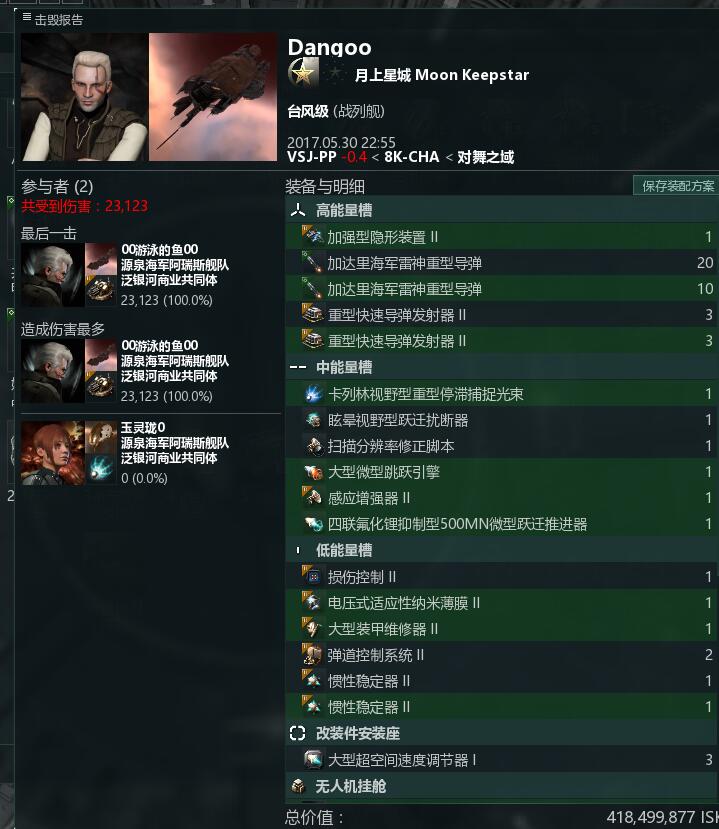 击毁报告
Dangoo
月上星城 Moon Keepstar
台风级 (战列舰)
2017.05.30 22:55
VSJ-PP -0.4 < 8K-CHA < 对舞之域
参与者 (2)
共受到伤害：23,123
最后一击
00游泳的鱼00
源泉海军阿瑞斯舰队
泛银河商业共同体
23,123 (100.0%)
造成伤害最多
00游泳的鱼00
源泉海军阿瑞斯舰队
泛银河商业共同体
23,123 (100.0%)
玉灵珑0
源泉海军阿瑞斯舰队
泛银河商业共同体
0 (0.0%)
装备与明细
保存装配方案
高能量槽
加强型隐形装置 II 1
加达里海军雷神重型导弹 20
加达里海军雷神重型导弹 10
重型快速导弹发射器 II 3
重型快速导弹发射器 II 3
中能量槽
卡列林视野型重型停滞捕捉光束 1
眩晕视野型跃迁扰断器 1
扫描分辨率修正脚本 1
大型微型跳跃引擎 1
感应增强器 II 1
四联氟化锂抑制型500MN微型跃迁推进器 1
低能量槽
损伤控制 II 1
电压式适应性纳米薄膜 II 1
大型装甲维修器 II 1
弹道控制系统 II 2
惯性稳定器 II 1
惯性稳定器 II 1
改装件安装座
大型超空间速度调节器 I 3
无人机挂舱
总价值： 418,499,877 ISK